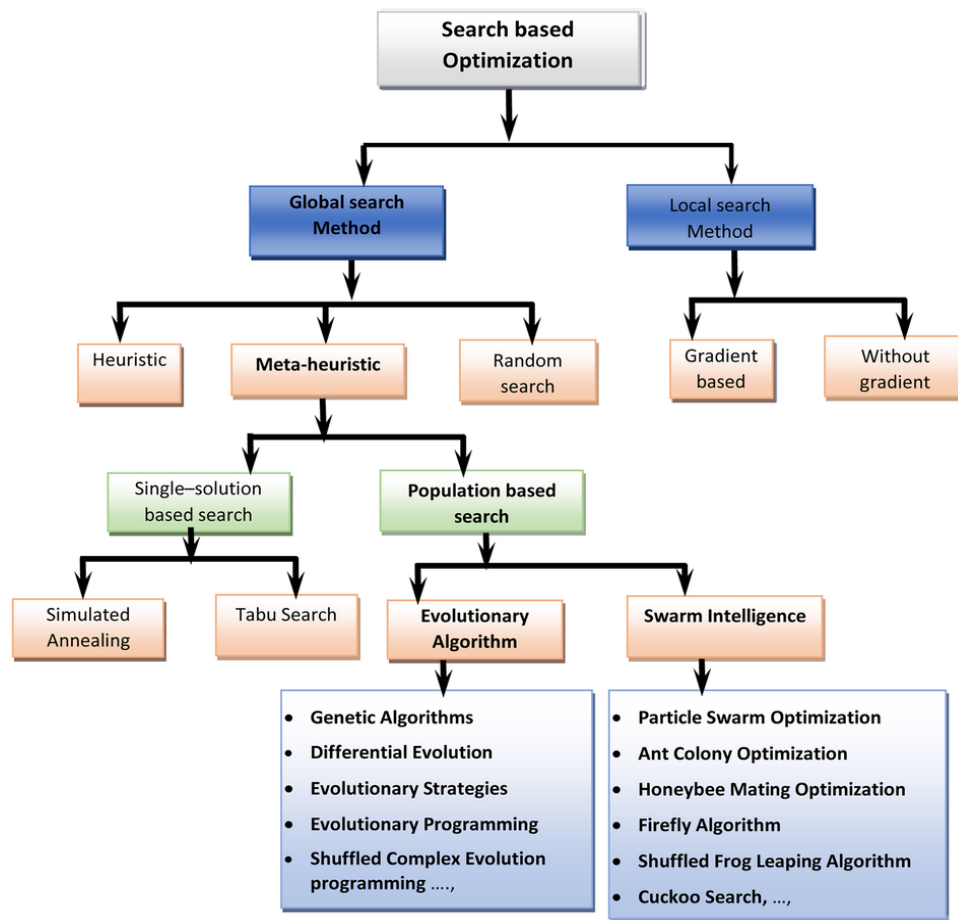 Search based
Optimization
Global search
Method
Local search
Method
Heuristic
Meta-heuristic
Random
search
Gradient
based
Without
gradient
Single–solution
based search
Population based
search
Simulated
Annealing
Tabu Search
Evolutionary
Algorithm
Swarm Intelligence
• Genetic Algorithms
• Differential Evolution
• Evolutionary Strategies
• Evolutionary Programming
• Shuffled Complex Evolution
programming ....,
• Particle Swarm Optimization
• Ant Colony Optimization
• Honeybee Mating Optimization
• Firefly Algorithm
• Shuffled Frog Leaping Algorithm
• Cuckoo Search, ...,